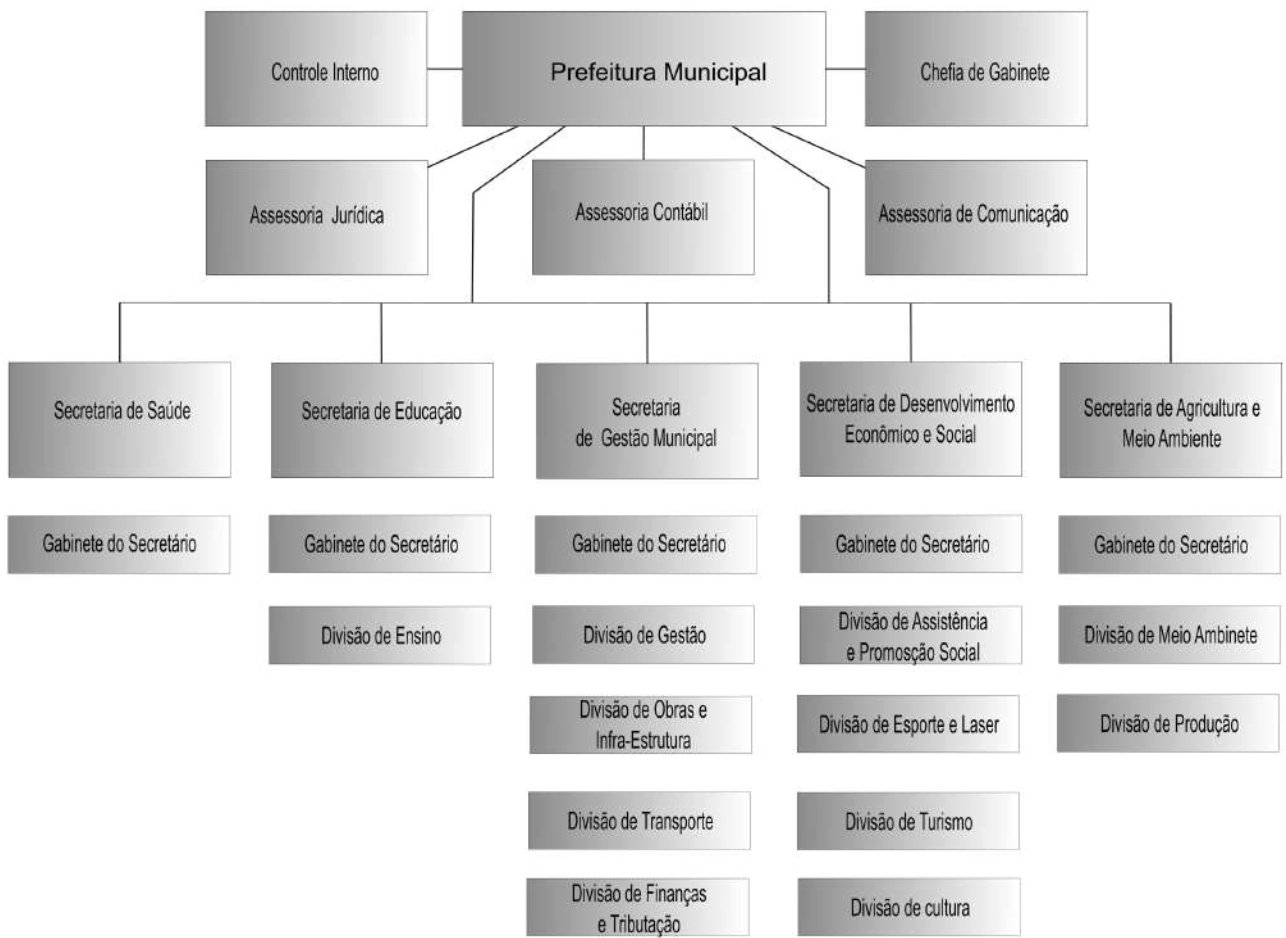 Controle Interno
Prefeitura Municipal
Chefia de Gabinete
Assessoria Jurídica
Assessoria Contábil
Assessoria de Comunicação
Secretaria de Saúde
Secretaria de Educação
Secretaria
de Gestão Municipal
Secretaria de Desenvolvimento
Econômico e Social
Secretaria de Agricultura e
Meio Ambiente
Gabinete do Secretário
Gabinete do Secretário
Gabinete do Secretário
Gabinete do Secretário
Gabinete do Secretário
Divisão de Ensino
Divisão de Gestão
Divisão de Assistência
e Promosção Social
Divisão de Meio Ambinete
Divisão de Obras e
Infra-Estrutura
Divisão de Esporte e Laser
Divisão de Produção
Divisão de Transporte
Divisão de Turismo
Divisão de Finanças
e Tributação
Divisão de cultura